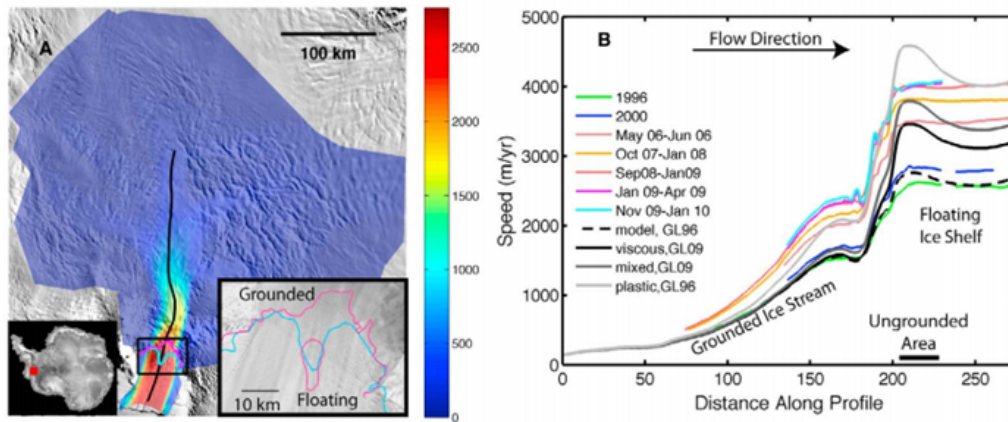 A
100 km
2500
2000
1500
1000
500
0
Grounded
10 km
Floating
B
Flow Direction
5000
4000
3000
2000
1000
0
Speed (m/yr)
1996
2000
May 06-Jun 06
Oct 07-Jan 08
Sep08-Jan09
Jan 09-Apr 09
Nov 09-Jan 10
model, GL96
viscous,GL09
mixed,GL09
plastic,GL96
Grounded Ice Stream
Floating
Ice Shelf
Ungrounded
Area
0 50 100 150 200 250
Distance Along Profile